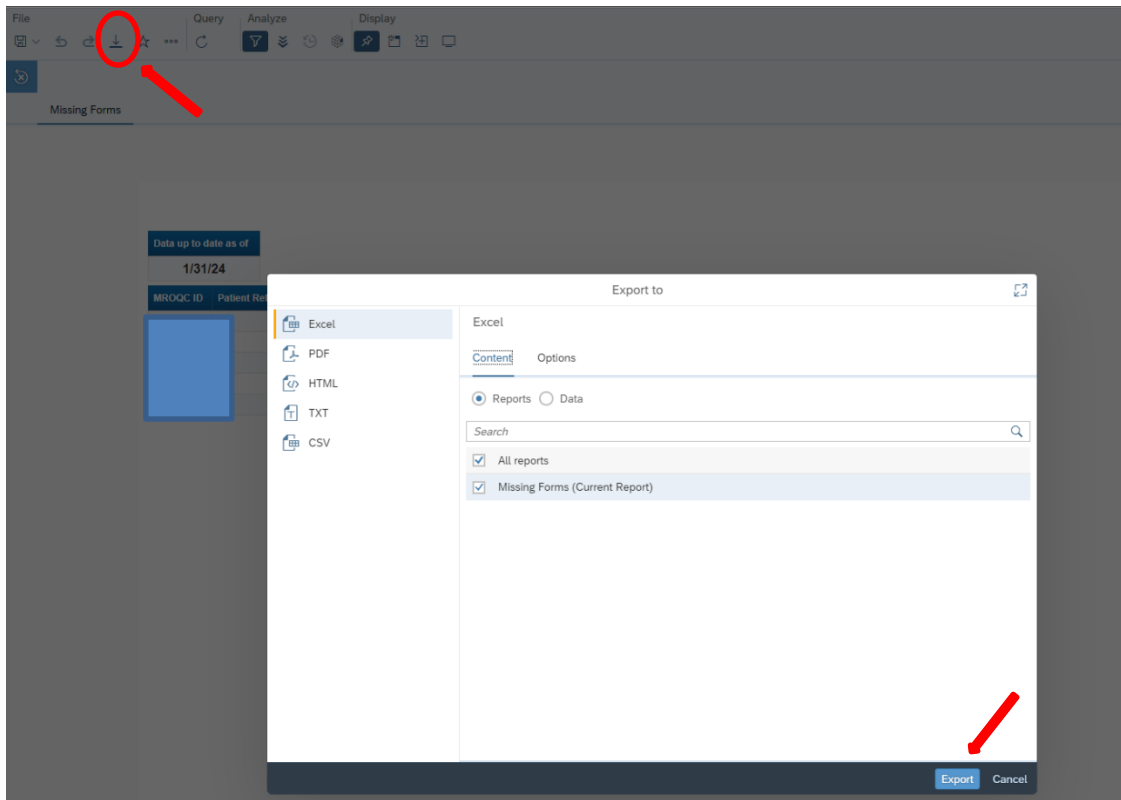 File Query Analyze Display
Missing Forms
Data up to date as of
1/31/24
MROQC ID Patient Re
Export to
Excel
PDF
HTML
TXT
CSV
Excel
Content Options
Reports Data
Search
All reports
Missing Forms (Current Report)
Export Cancel